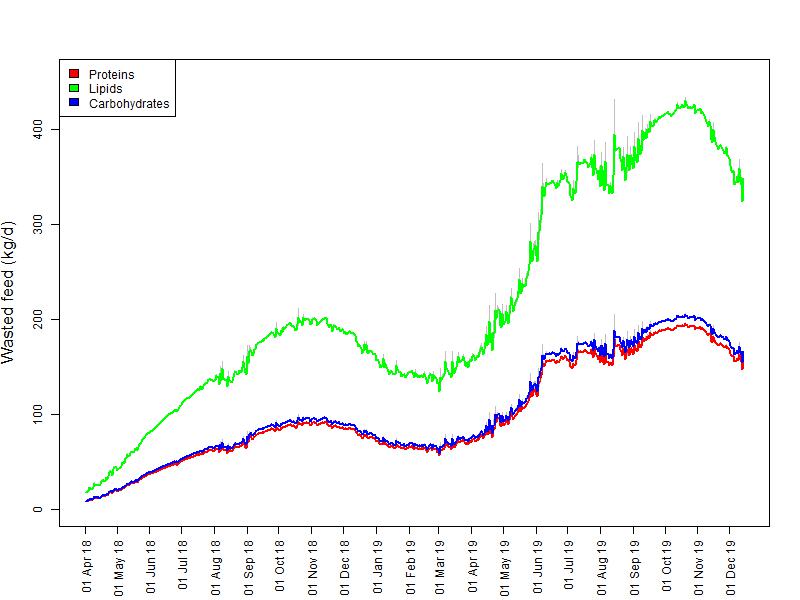 Proteins
Lipids
Carbohydrates
Wasted feed (kg/d)
400
300
200
100
0
01 Apr 18
01 May 18
01 Jun 18
01 Jul 18
01 Aug 18
01 Sep 18
01 Oct 18
01 Nov 18
01 Dec 18
01 Jan 19
01 Feb 19
01 Mar 19
01 Apr 19
01 May 19
01 Jun 19
01 Jul 19
01 Aug 19
01 Sep 19
01 Oct 19
01 Nov 19
01 Dec 19